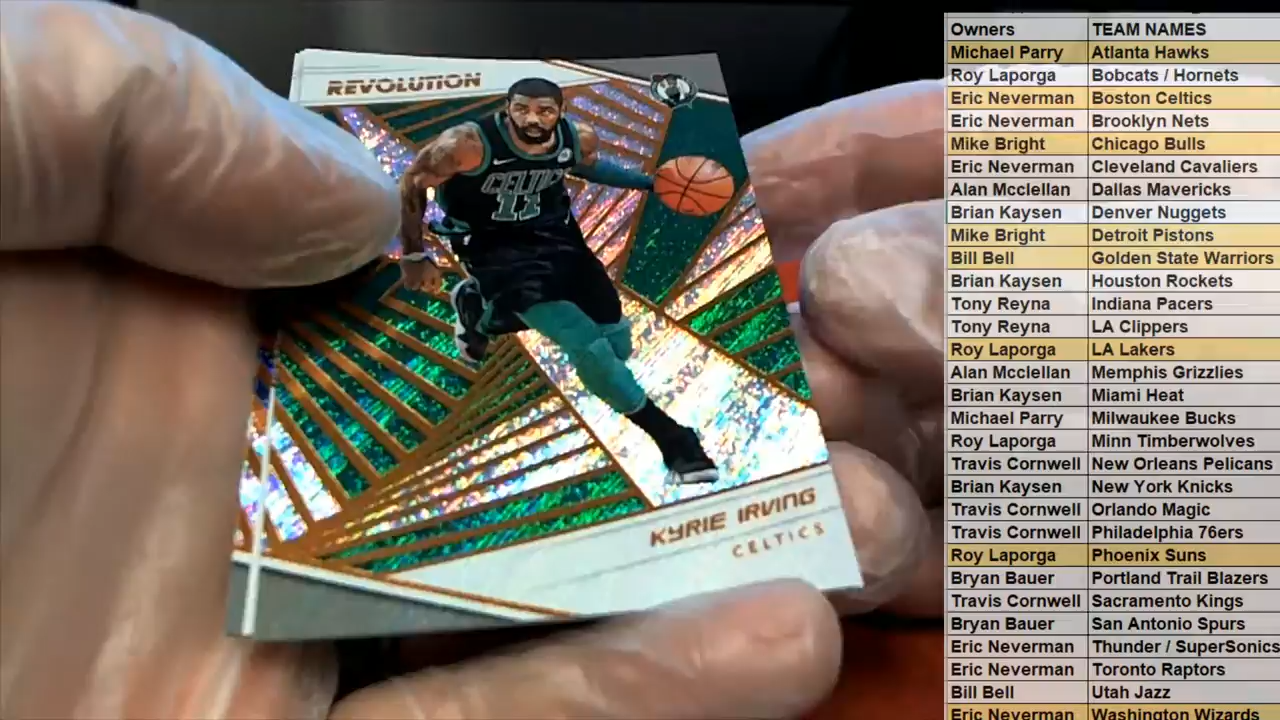 REVOLUTION
CELTICS
11
KYRIE IRVING
CELTICS
Owners TEAM NAMES
Michael Parry Atlanta Hawks
Roy Laporga Bobcats / Hornets
Eric Neverman Boston Celtics
Eric Neverman Brooklyn Nets
Mike Bright Chicago Bulls
Eric Neverman Cleveland Cavaliers
Alan Mcclellan Dallas Mavericks
Brian Kaysen Denver Nuggets
Mike Bright Detroit Pistons
Bill Bell Golden State Warriors
Brian Kaysen Houston Rockets
Tony Reyna Indiana Pacers
Tony Reyna LA Clippers
Roy Laporga LA Lakers
Alan Mcclellan Memphis Grizzlies
Brian Kaysen Miami Heat
Michael Parry Milwaukee Bucks
Roy Laporga Minn Timberwolves
Travis Cornwell New Orleans Pelicans
Brian Kaysen New York Knicks
Travis Cornwell Orlando Magic
Travis Cornwell Philadelphia 76ers
Roy Laporga Phoenix Suns
Bryan Bauer Portland Trail Blazers
Travis Cornwell Sacramento Kings
Bryan Bauer San Antonio Spurs
Eric Neverman Thunder / SuperSonics
Eric Neverman Toronto Raptors
Bill Bell Utah Jazz
Eric Neverman Washington Wizards